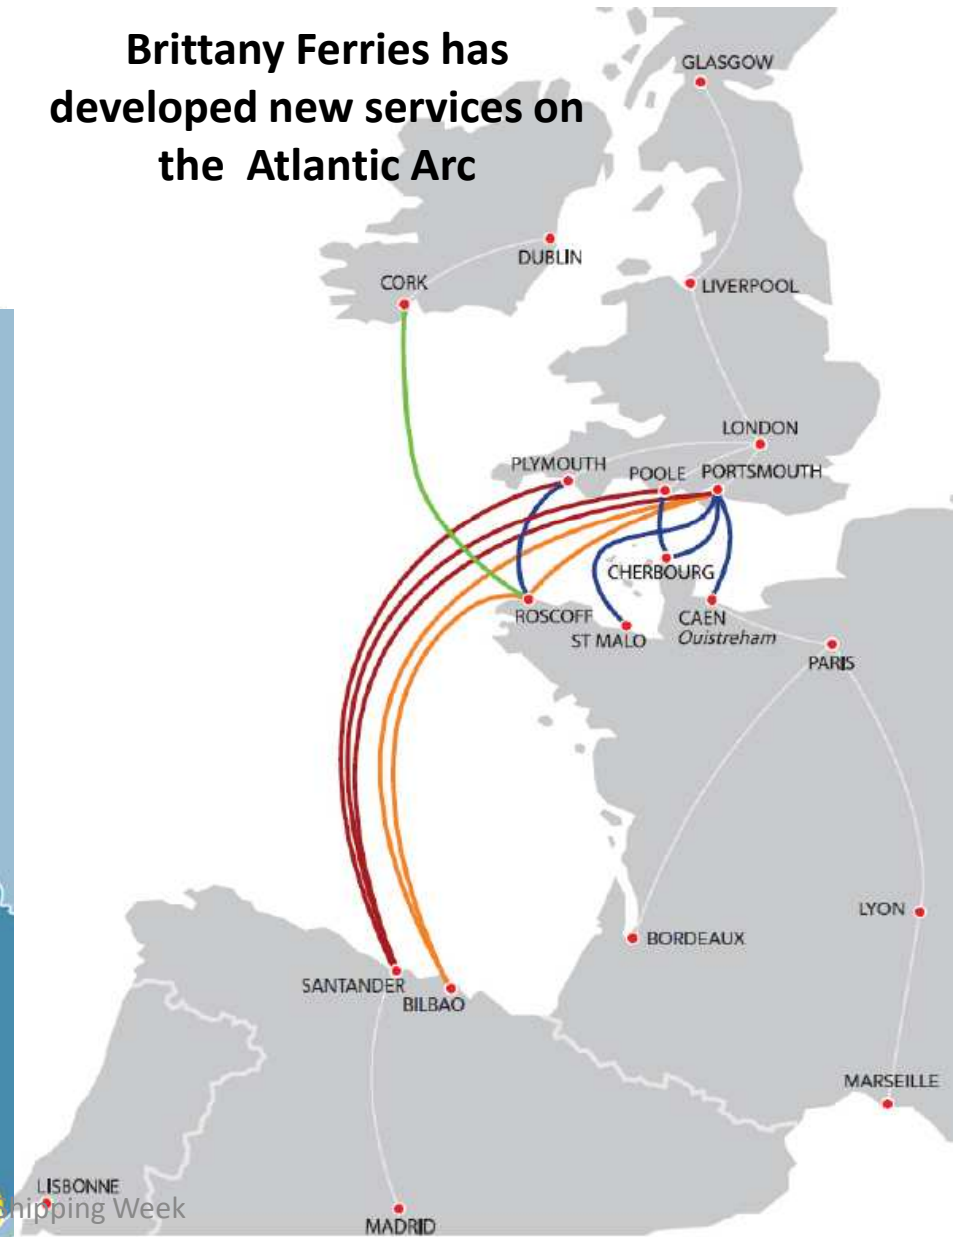 Brittany Ferries has
developed new services on
the Atlantic Arc
GLASGOW
DUBLIN
CORK
LIVERPOOL
LONDON
PLYMOUTH
POOLE
PORTSMOUTH
CHERBOURG
ROSCOFF
ST MALO
CAEN
Ouistreham
PARIS
LYON
BORDEAUX
SANTANDER
BILBAO
MARSEILLE
LISBONNE
Week
MADRID